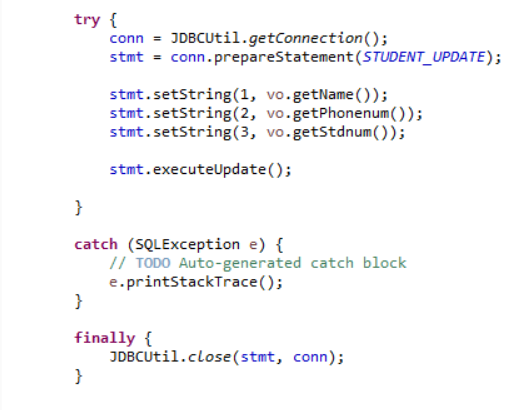 try {
conn = JDBCUtil.getConnection();
stmt = conn.prepareStatement(STUDENT_UPDATE);
stmt.setString(1, vo.getName());
stmt.setString(2, vo.getPhonenum());
stmt.setString(3, vo.getStdnum());
stmt.executeUpdate();
}
catch (SQLException e) {
// TODO Auto-generated catch block
e.printStackTrace();
}
finally {
JDBCUtil.close(stmt, conn);
}